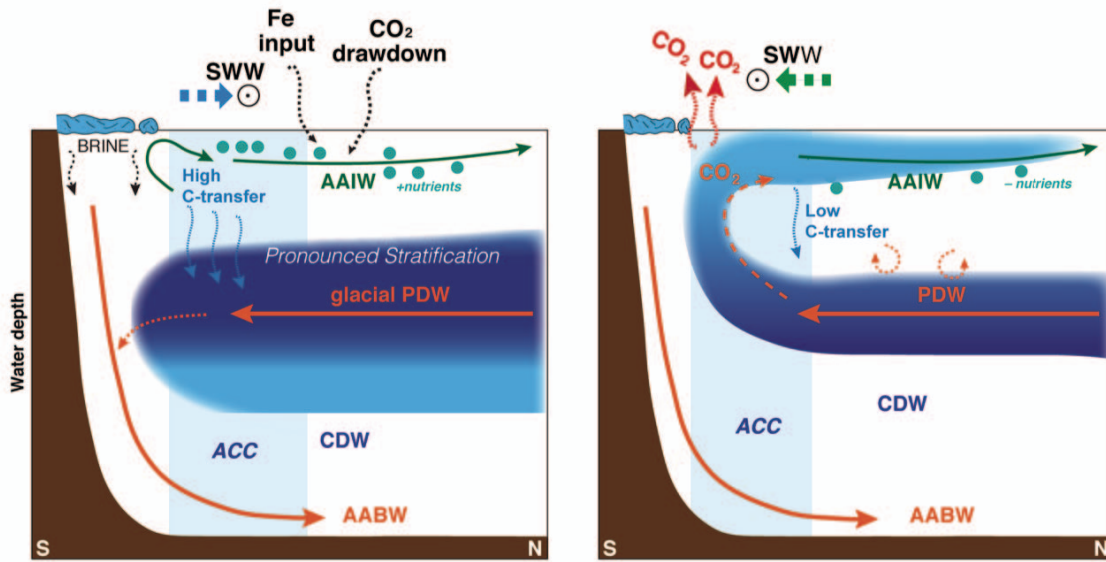 Fe
input
CO₂
drawdown
SWW
BRINE
High
C-transfer
AAIW
+nutrients
Pronounced Stratification
glacial PDW
Water depth
ACC
CDW
AABW
S
N
CO₂
CO₂
SWW
CO₂
AAIW
– nutrients
Low
C-transfer
PDW
CDW
ACC
AABW
S
N